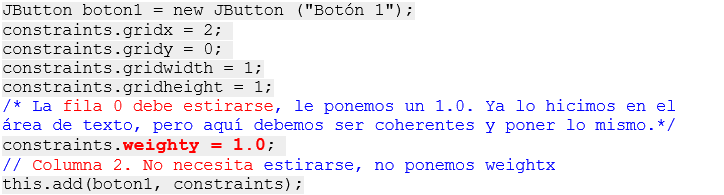 JButton boton1 = new JButton ("Botón 1");
constraints.gridx = 2;
constraints.gridy = 0;
constraints.gridwidth = 1;
constraints.gridheight = 1;
/* La fila 0 debe estirarse, le ponemos un 1.0. Ya lo hicimos en el
área de texto, pero aquí debemos ser coherentes y poner lo mismo.*/
constraints.weighty = 1.0;
// Columna 2. No necesita estirarse, no ponemos weightx
this.add(boton1, constraints);